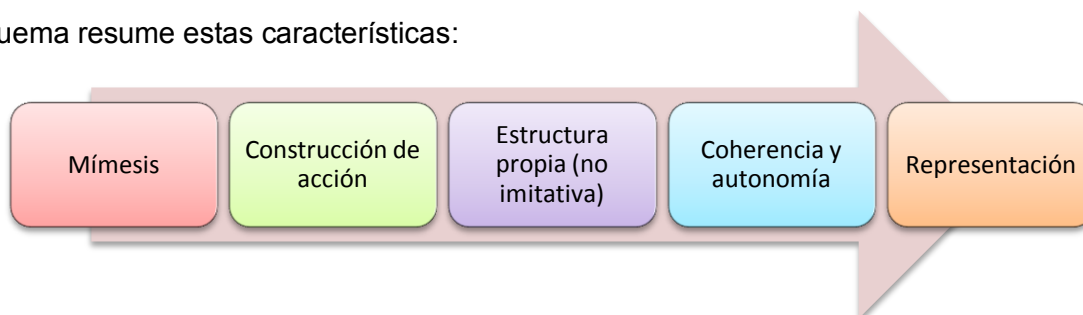 uema resume estas características:
Mímesis
Construcción de
acción
Estructura
propia (no
imitativa)
Coherencia y
autonomía
Representación